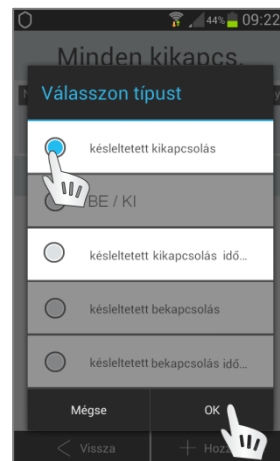 44% 09:22
Minden kikapcs.
Válasszon típust
késleltetett kikapcsolás
BE / KI
késleltetett kikapcsolás idő...
késleltetett bekapcsolás
késleltetett bekapcsolás idő...
Mégse OK
< Vissza + Hozz